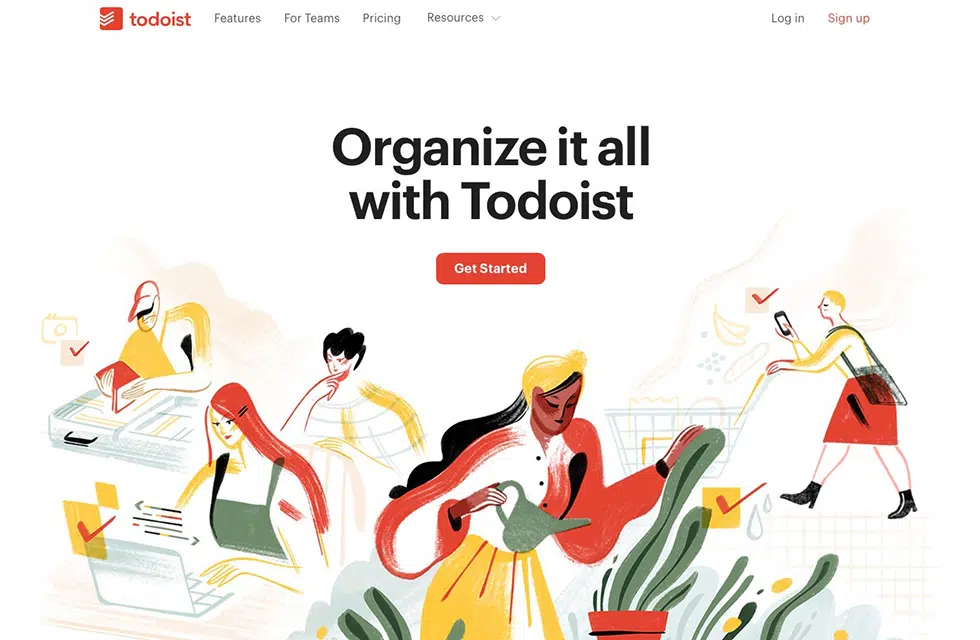 todoist Features For Teams Pricing Resources Log in Sign up
Organize it all
with Todoist
Get Started